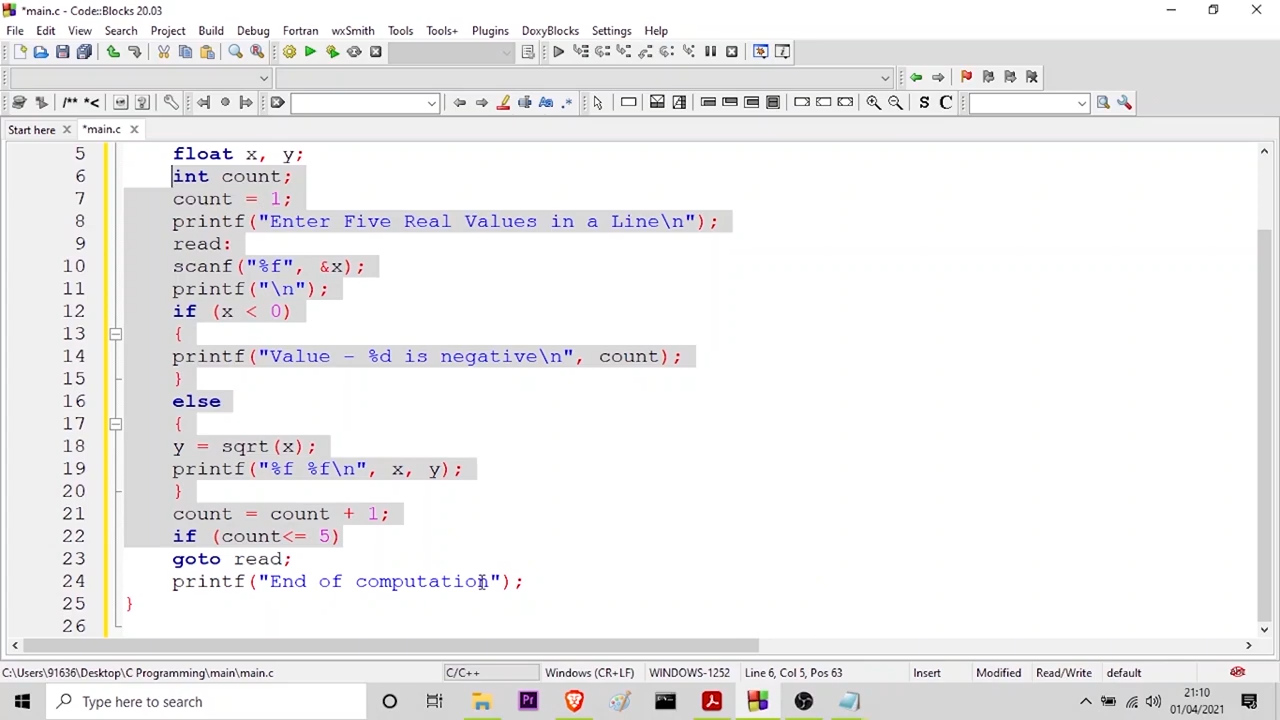 *main.c - Code::Blocks 20.03
File Edit View Search Project Build Debug Fortran wxSmith Tools Tools+ Plugins DoxyBlocks Settings Help
/** *<
S C
Start here *main.c
5 float x, y;
6 int count;
7 count = 1;
8 printf("Enter Five Real Values in a Line\n");
9 read:
10 scanf("%f", &x);
11 printf("\n");
12 if (x < 0)
13 {
14 printf("Value - %d is negative\n", count);
15 }
16 else
17 {
18 y = sqrt(x);
19 printf("%f %f\n", x, y);
20 }
21 count = count + 1;
22 if (count<= 5)
23 goto read;
24 printf("End of computation");
25 }
26
C:\Users\91636\Desktop\C Programming\main\main.c C/C++ Windows (CR+LF) WINDOWS-1252 Line 6, Col 5, Pos 63 Insert Modified Read/Write default
Type here to search Pr 21:10
01/04/2021